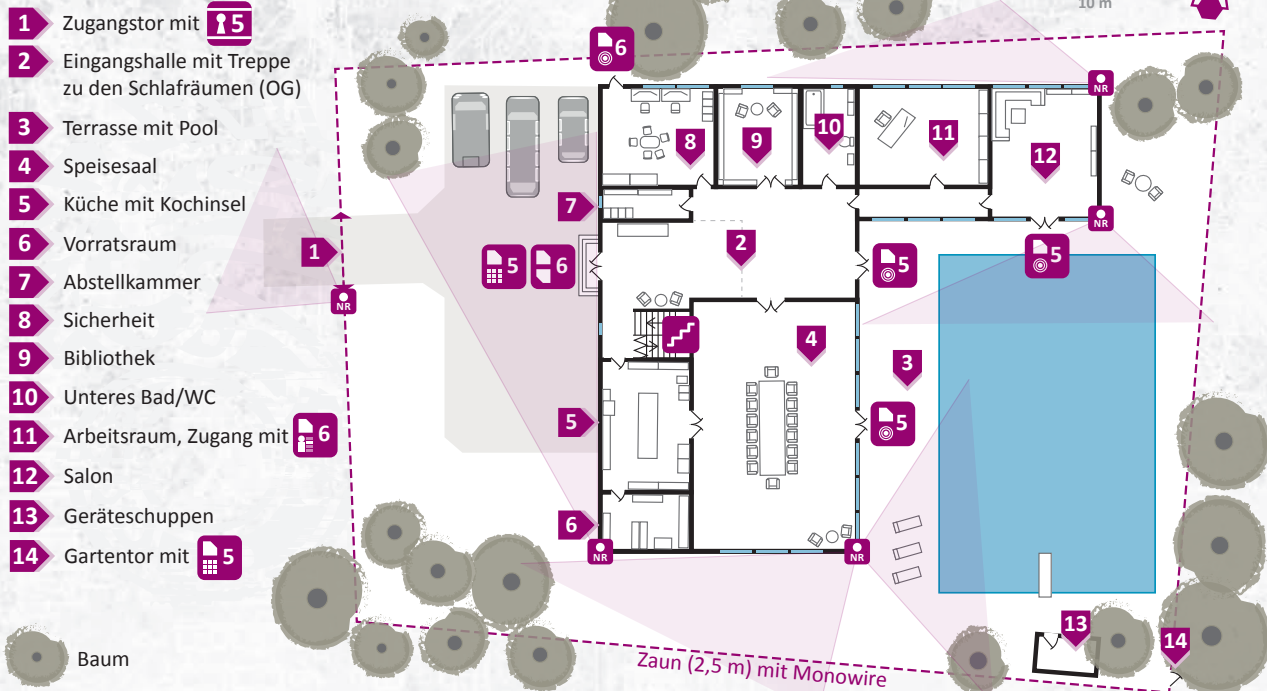 1 Zugangstor mit 5
2 Eingangshalle mit Treppe
zu den Schlafräumen (OG)
3 Terrasse mit Pool
4 Speisesaal
5 Küche mit Kochinsel
6 Vorratsraum
7 Abstellkammer
8 Sicherheit
9 Bibliothek
10 Unteres Bad/WC
11 Arbeitsraum, Zugang mit 6
12 Salon
13 Geräteschuppen
14 Gartentor mit 5
Baum
10 m
6
NR
8
9
10
11
12
7
NR
1
5 6
2
5
5
NR
4
3
5
5
6
NR
NR
13
14
Zaun (2,5 m) mit Monowire